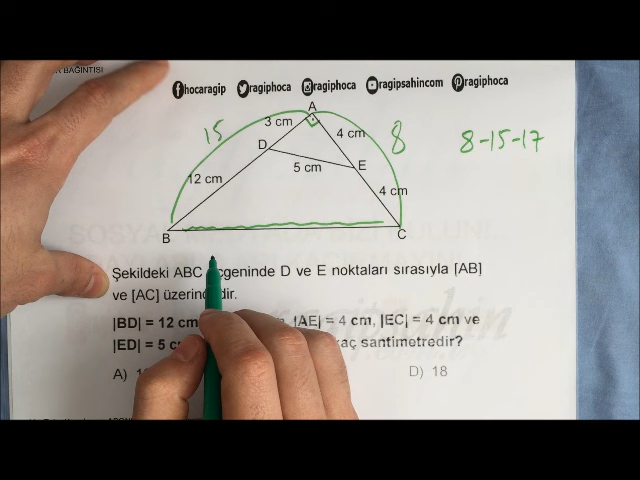 BAĞINTISI
hocaragip ragiphoca ragiphoca ragipsahincom ragiphoca
A
15 3 cm 4 cm 8 8-15-17
D
5 cm E
12 cm 4 cm
B C
Şekildeki ABC üçgeninde D ve E noktaları sırasıyla [AB]
ve [AC] üzerindedir.
|BD| = 12 cm |AE| = 4 cm, |EC| = 4 cm ve
|ED| = 5 kaç santimetredir?
A) D) 18